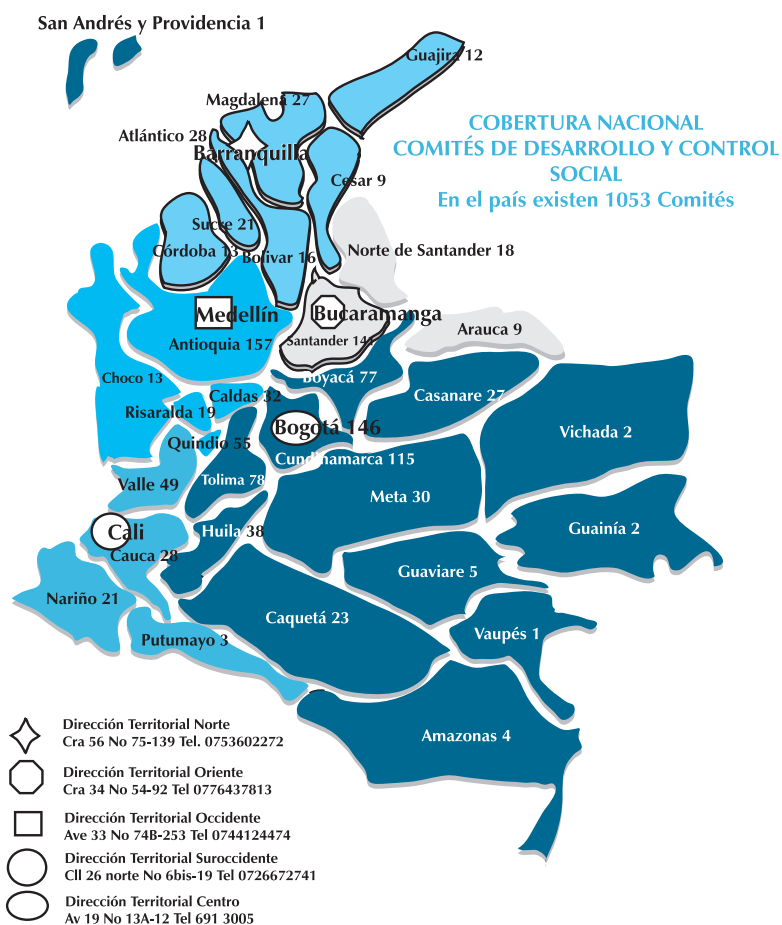 San Andrés y Providencia 1
Guajira 12
Magdalena 27
COBERTURA NACIONAL
COMITÉS DE DESARROLLO Y CONTROL
SOCIAL
En el país existen 1053 Comités
Atlántico 28
Barranquilla
Cesar 9
Sucre 21
Córdoba 13
Bolivar 16
Norte de Santander 18
Medellín
Bucaramanga
Arauca 9
Antioquia 157
Santander 141
Choco 13
Boyacá 77
Caldas 32
Casanare 27
Risaralda 19
Bogotá 146
Vichada 2
Quindio 55
Cundinamarca 115
Valle 49
Tolima 78
Meta 30
Cali
Huila 38
Guainía 2
Cauca 28
Guaviare 5
Nariño 21
Caquetá 23
Putumayo 3
Vaupés 1
Amazonas 4
Dirección Territorial Norte
Cra 56 No 75-139 Tel. 0753602272
Dirección Territorial Oriente
Cra 34 No 54-92 Tel 0776437813
Dirección Territorial Occidente
Ave 33 No 74B-253 Tel 0744124474
Dirección Territorial Suroccidente
Cll 26 norte No 6bis-19 Tel 0726672741
Dirección Territorial Centro
Av 19 No 13A-12 Tel 691 3005